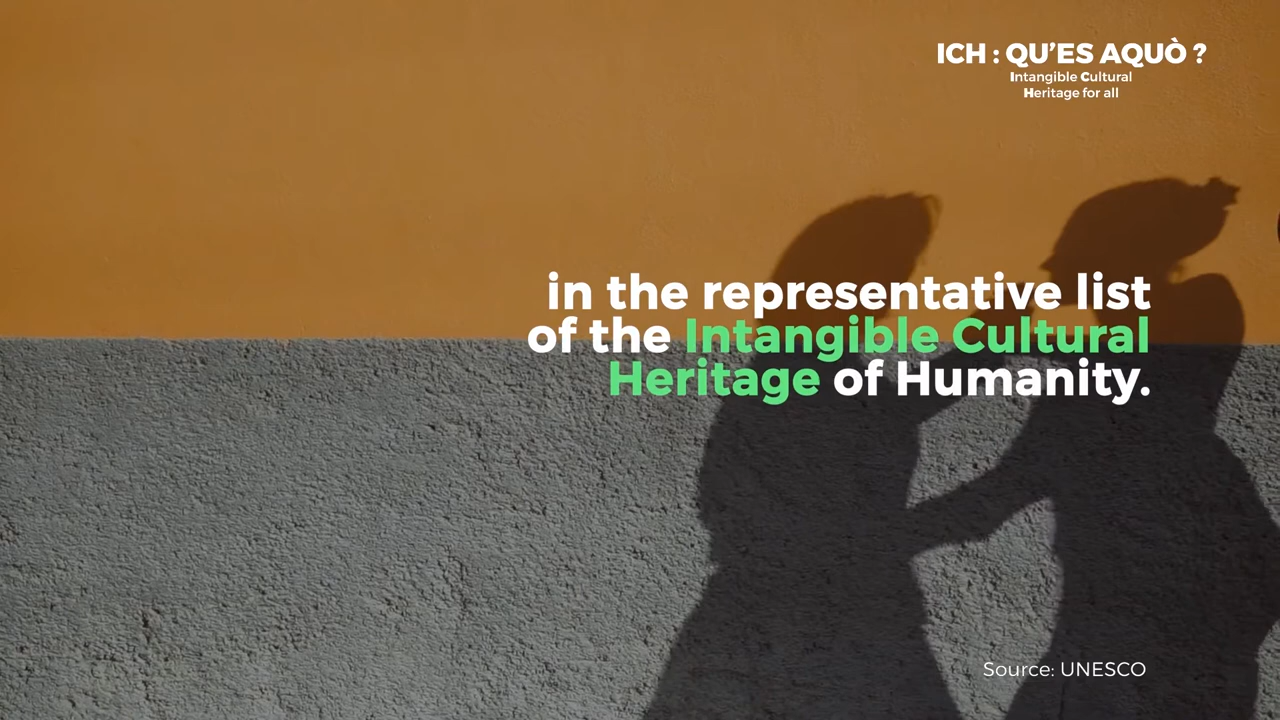 ICH : QU’ES AQUÒ ?
Intangible Cultural
Heritage for all
in the representative list
of the Intangible Cultural
Heritage of Humanity.
Source: UNESCO